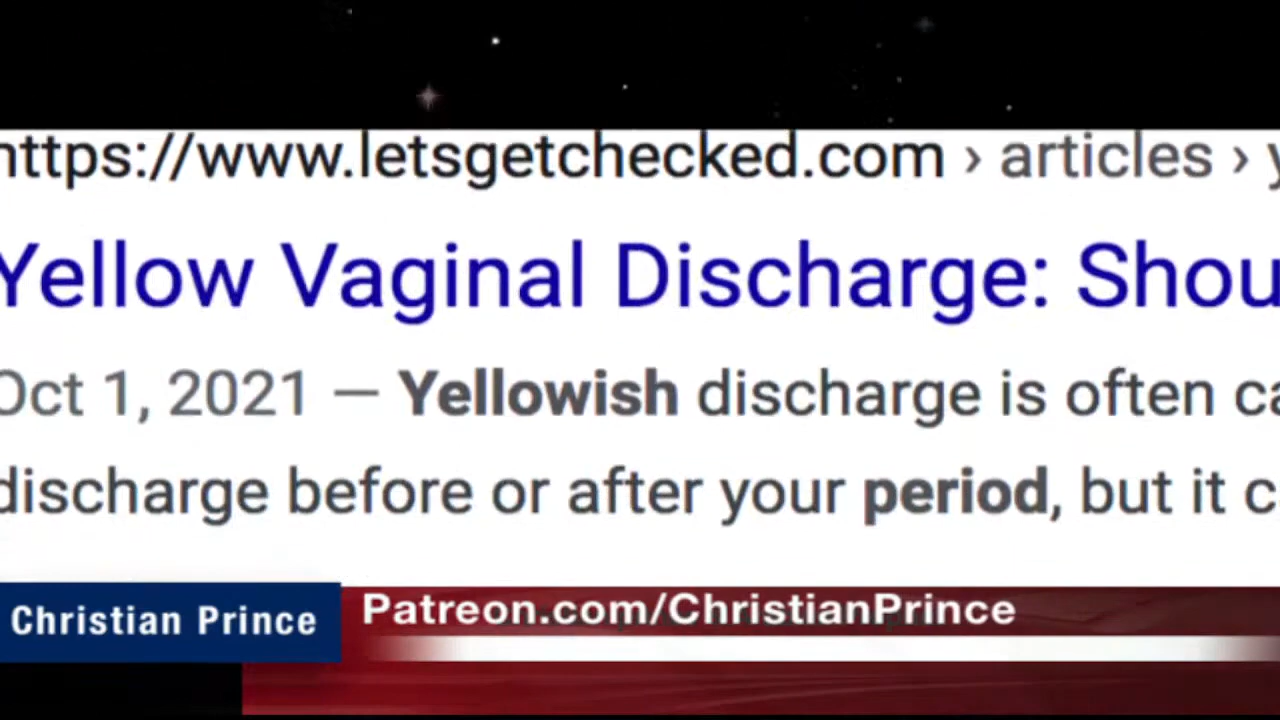 https://www.letsgetchecked.com › articles › y
Yellow Vaginal Discharge: Shou
Oct 1, 2021 — Yellowish discharge is often ca
discharge before or after your period, but it c
Christian Prince
Patreon.com/ChristianPrince